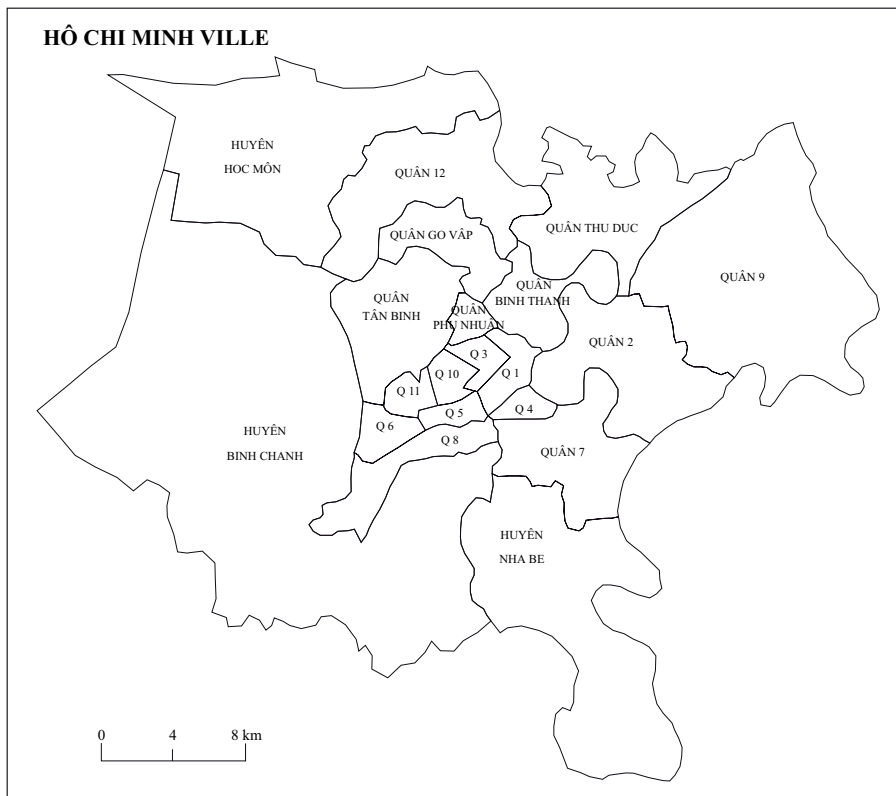 HÔ CHI MINH VILLE
HUYÊN
HOC MÔN
QUÂN 12
QUÂN GO VÂP
QUÂN THU DUC
QUÂN 9
QUÂN
BINH THANH
QUÂN
TÂN BINH
QUÂN
PHU NHUÂN
QUÂN 2
Q 3
Q 10
Q 1
Q 11
Q 5
Q 4
Q 6
Q 8
HUYÊN
BINH CHANH
QUÂN 7
HUYÊN
NHA BE
0 4 8 km